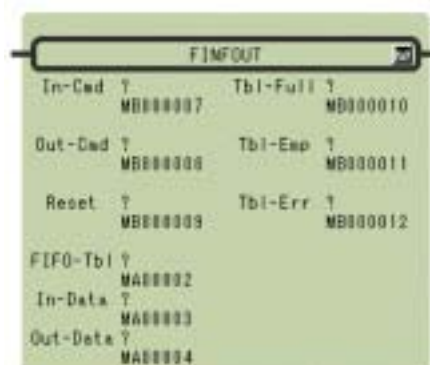 FINFOUT
In-Cmd ? Tbl-Full ?
MB000007 MB000010
Out-Cmd ? Tbl-Emp ?
MB000008 MB000011
Reset ? Tbl-Err ?
MB000009 MB000012
FIFO-Tbl ?
MA00002
In-Data ?
MA00003
Out-Data ?
MA00004